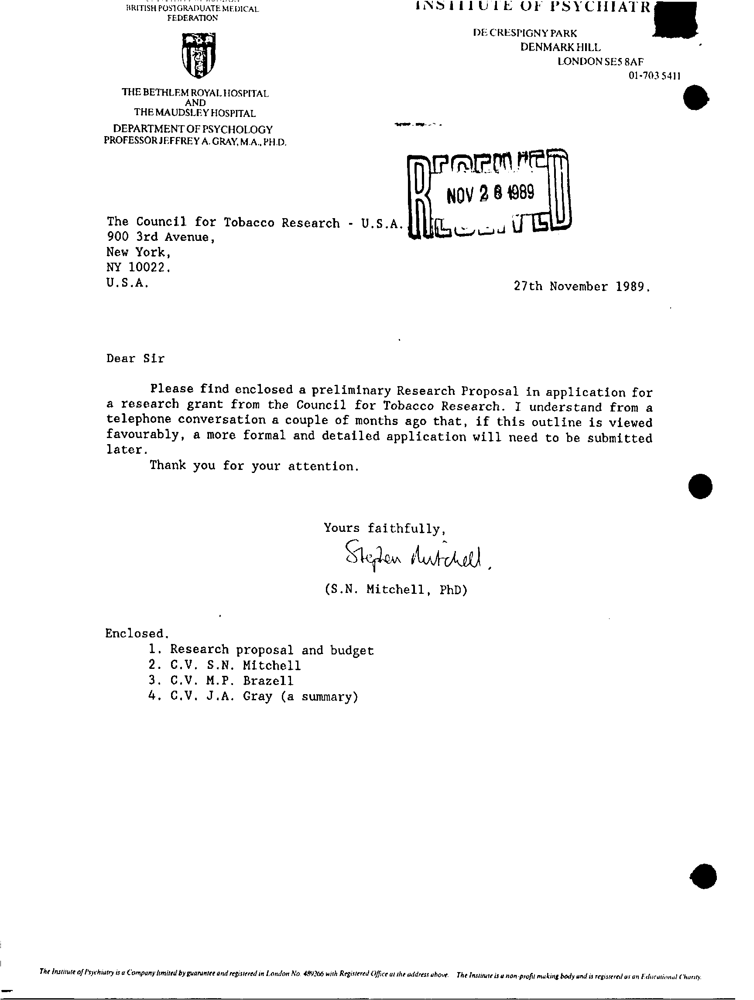 BRITISH POSTGRADUATE MEDICAL
FEDERATION
INSTITUTE OF PSYCHIATR
DE CRESPIGNY PARK
DENMARK HILL
LONDON SE5 8AF
01-703 5411
THE BETHLEM ROYAL HOSPITAL
AND
THE MAUDSLEY HOSPITAL
DEPARTMENT OF PSYCHOLOGY
PROFESSOR JEFFREY A. GRAY, M.A., PH.D.
NOV 28 1989
The Council for Tobacco Research - U.S.A.
900 3rd Avenue,
New York,
NY 10022.
U.S.A.
27th November 1989.
Dear Sir
Please find enclosed a preliminary Research Proposal in application for
a research grant from the Council for Tobacco Research. I understand from a
telephone conversation a couple of months ago that, if this outline is viewed
favourably, a more formal and detailed application will need to be submitted
later.
Thank you for your attention.
Yours faithfully,
Stephen Mitchell.
(S.N. Mitchell, PhD)
Enclosed.
1. Research proposal and budget
2. C.V. S.N. Mitchell
3. C.V. M.P. Brazell
4. C.V. J.A. Gray (a summary)
The Institute of Psychiatry is a Company limited by guarantee and registered in London No. 489266 with Registered Office at the address above. The Institute is a non-profit making body and is registered as an Educational Charity.